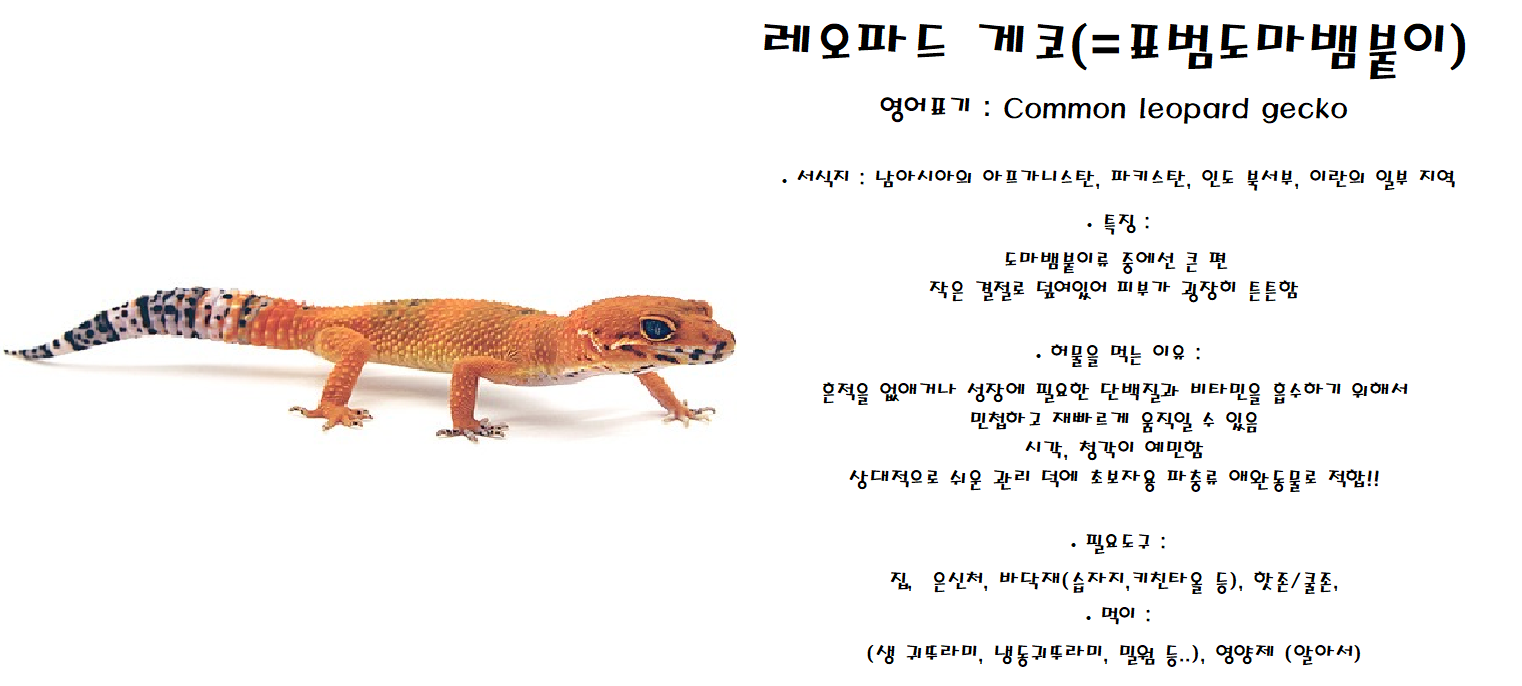 레오파드 게코(=표범도마뱀붙이)
영어표기 : Common leopard gecko
• 서식지 : 남아시아의 아프가니스탄, 파키스탄, 인도 북서부, 이란의 일부 지역
• 특징 :
도마뱀붙이류 중에선 큰 편
작은 결절로 덮여있어 피부가 굉장히 튼튼함
• 허물을 먹는 이유 :
흔적을 없애거나 성장에 필요한 단백질과 비타민을 흡수하기 위해서
민첩하고 재빠르게 움직일 수 있음
시각, 청각이 예민함
상대적으로 쉬운 관리 덕에 초보자용 파충류 애완동물로 적합!!
• 필요도구 :
집, 은신처, 바닥재(습자지,키친타올 등), 핫존/쿨존,
• 먹이 :
(생 귀뚜라미, 냉동귀뚜라미, 밀웜 등..), 영양제 (알아서)